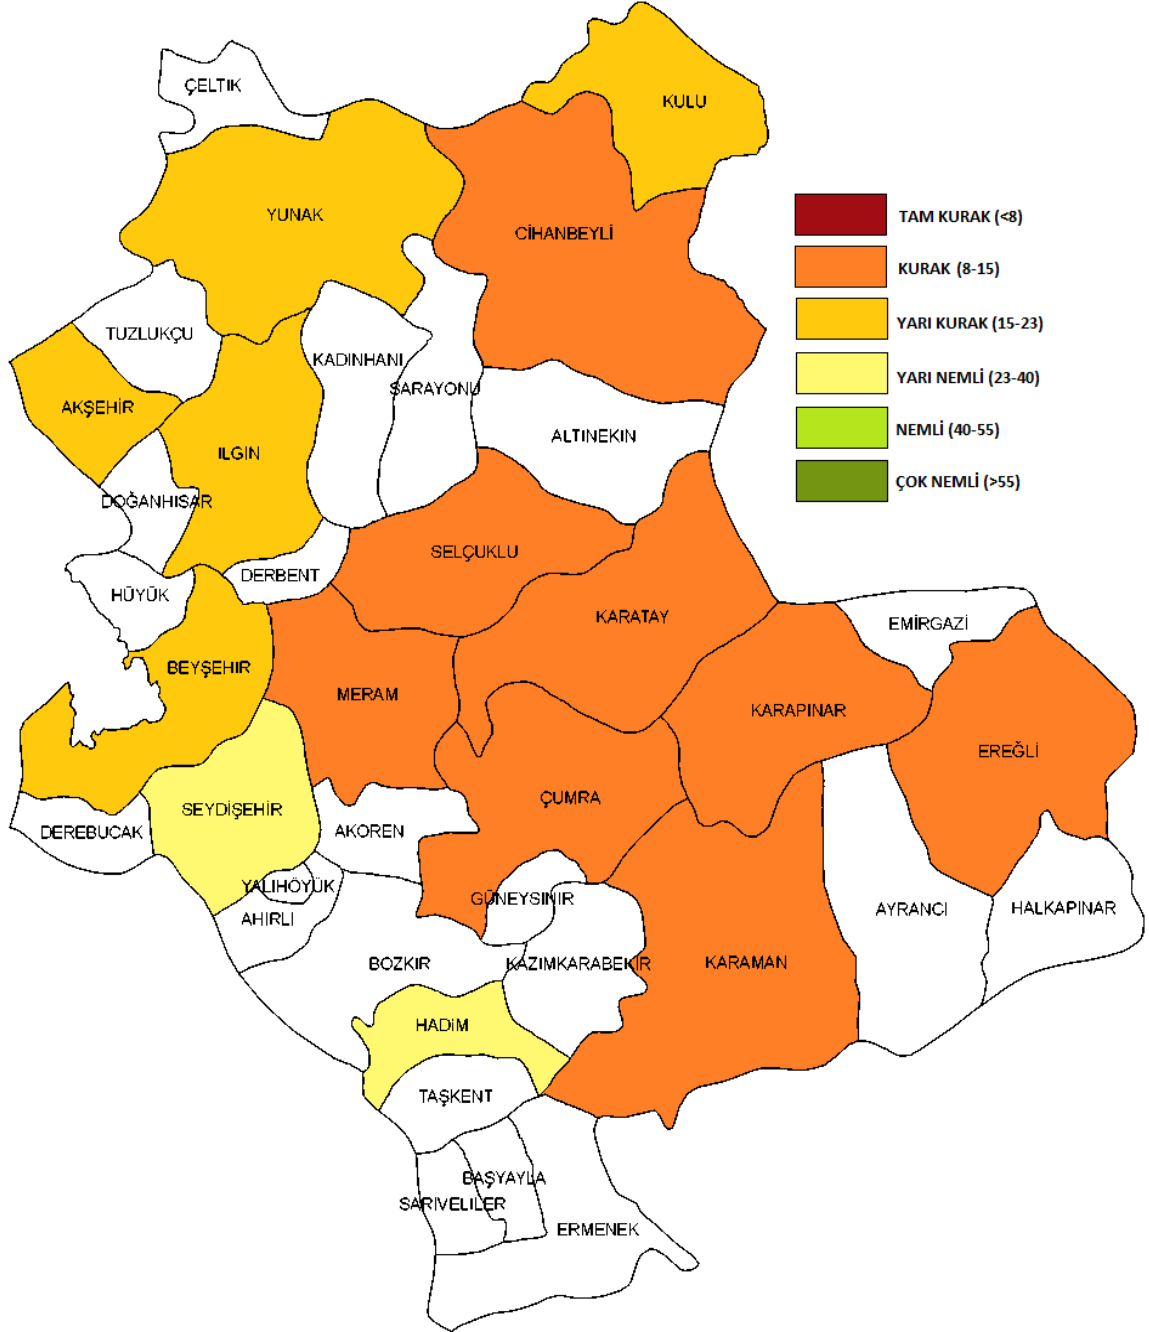 ÇELTIK
KULU
YUNAK
CİHANBEYLİ
TAM KURAK (<8)
KURAK (8-15)
YARI KURAK (15-23)
YARI NEMLİ (23-40)
NEMLİ (40-55)
ÇOK NEMLİ (>55)
TUZLUKÇU
KADINHANI
SARAYONU
AKŞEHİR
ALTINEKIN
ILGIN
DOĞANHISAR
SELÇUKLU
DERBENT
HÜYÜK
KARATAY
EMİRGAZİ
BEYŞEHIR
MERAM
KARAPINAR
EREĞLİ
ÇUMRA
SEYDİŞEHİR
DEREBUCAK
AKOREN
YALIHÖYÜK
GÜNEYSINIR
AHIRLI
AYRANCI
HALKAPINAR
BOZKIR
KAZIMKARABEKİR
KARAMAN
HADİM
TAŞKENT
BAŞYAYLA
SARIVELILER
ERMENEK